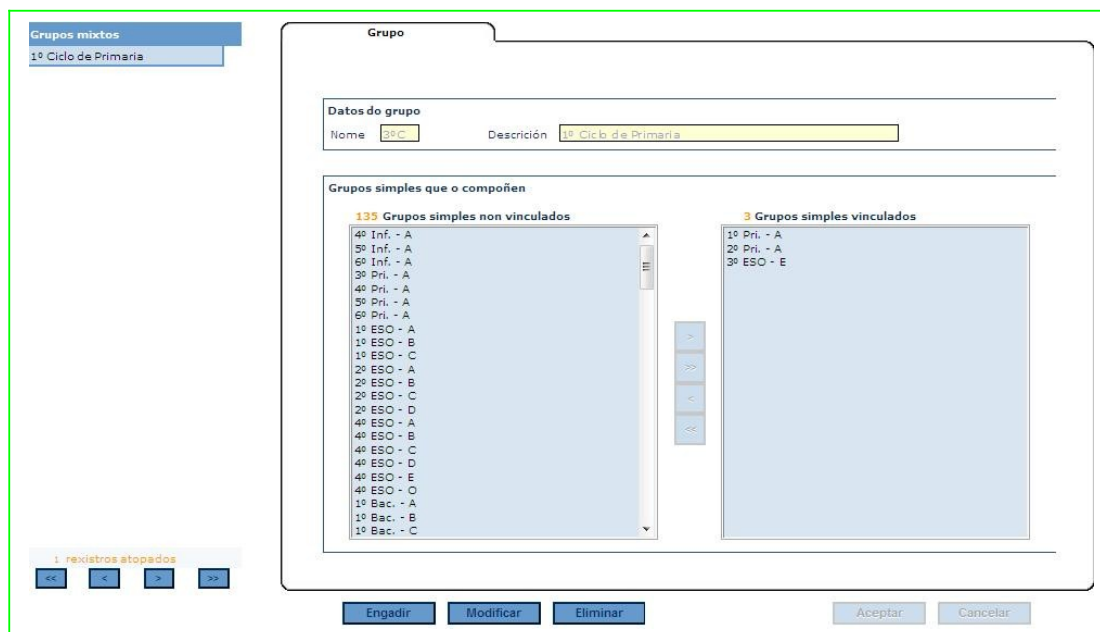 Grupos mixtos
1º Ciclo de Primaria
Grupo
Datos do grupo
Nome 3ºC Descrición 1º Ciclo de Primaria
Grupos simples que o compoñen
135 Grupos simples non vinculados
4º Inf. - A
5º Inf. - A
6º Inf. - A
3º Pri. - A
4º Pri. - A
5º Pri. - A
6º Pri. - A
1º ESO - A
1º ESO - B
1º ESO - C
2º ESO - A
2º ESO - B
2º ESO - C
2º ESO - D
4º ESO - A
4º ESO - B
4º ESO - C
4º ESO - D
4º ESO - E
4º ESO - O
1º Bac. - A
1º Bac. - B
1º Bac. - C
>
>>
<
<<
3 Grupos simples vinculados
1º Pri. - A
2º Pri. - A
3º ESO - E
1 rexistros atopados
<< < > >>
Engadir Modificar Eliminar Aceptar Cancelar